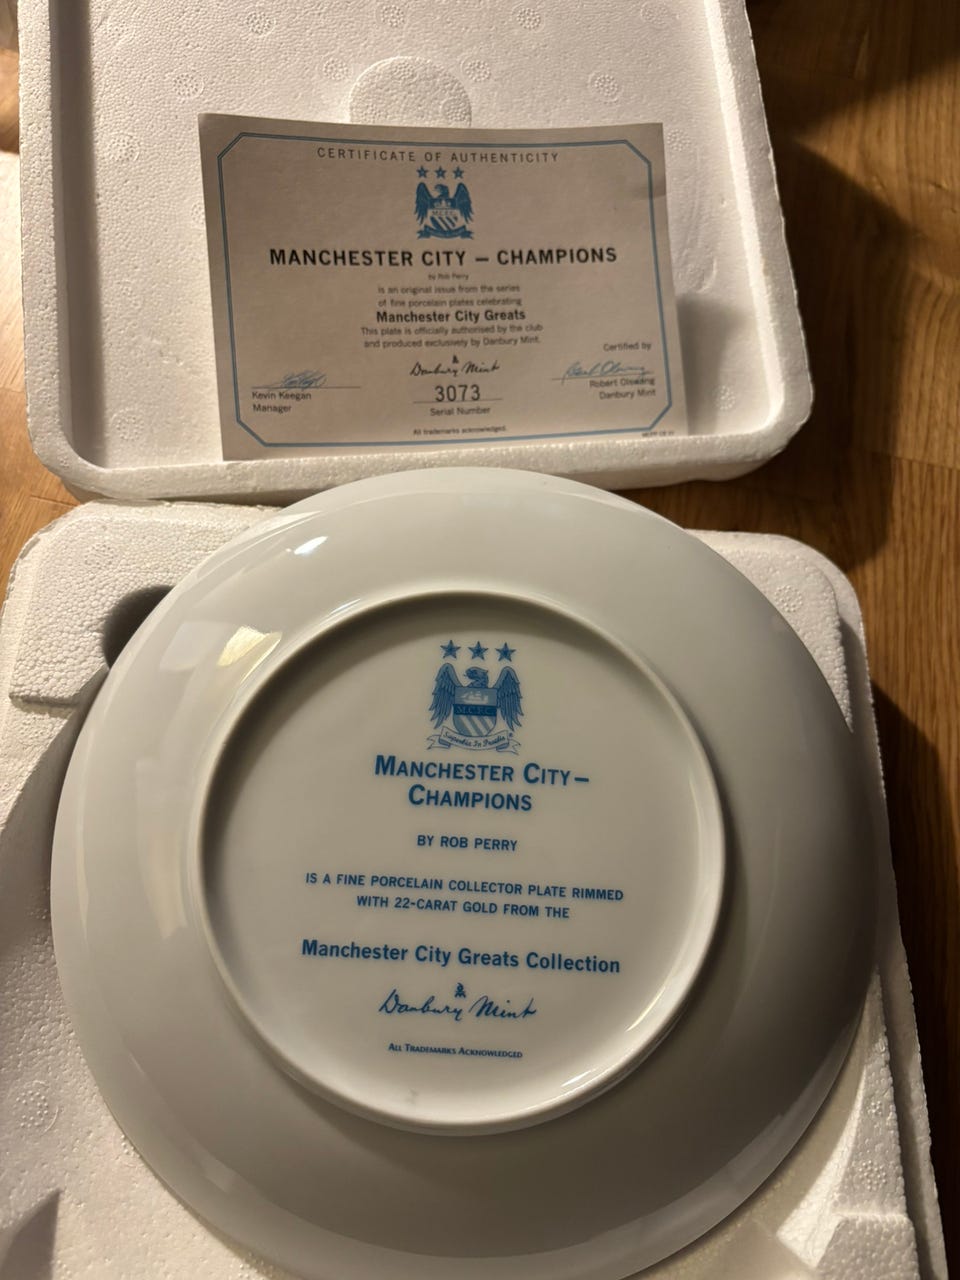 CERTIFICATE OF AUTHENTICITY
M.C.F.C.
MANCHESTER CITY – CHAMPIONS
by Rob Perry
is an original issue from the series
of fine porcelain plates celebrating
Manchester City Greats
This plate is officially authorised by the club
and produced exclusively by Danbury Mint.
Danbury Mint
Certified by
Kevin Keegan
Manager
3073
Serial Number
Robert
Danbury Mint
All trademarks acknowledged.
M.C.F.C.
Superbia In Proelia
MANCHESTER CITY–
CHAMPIONS
BY ROB PERRY
IS A FINE PORCELAIN COLLECTOR PLATE RIMMED
WITH 22-CARAT GOLD FROM THE
Manchester City Greats Collection
Danbury Mint
ALL TRADEMARKS ACKNOWLEDGED